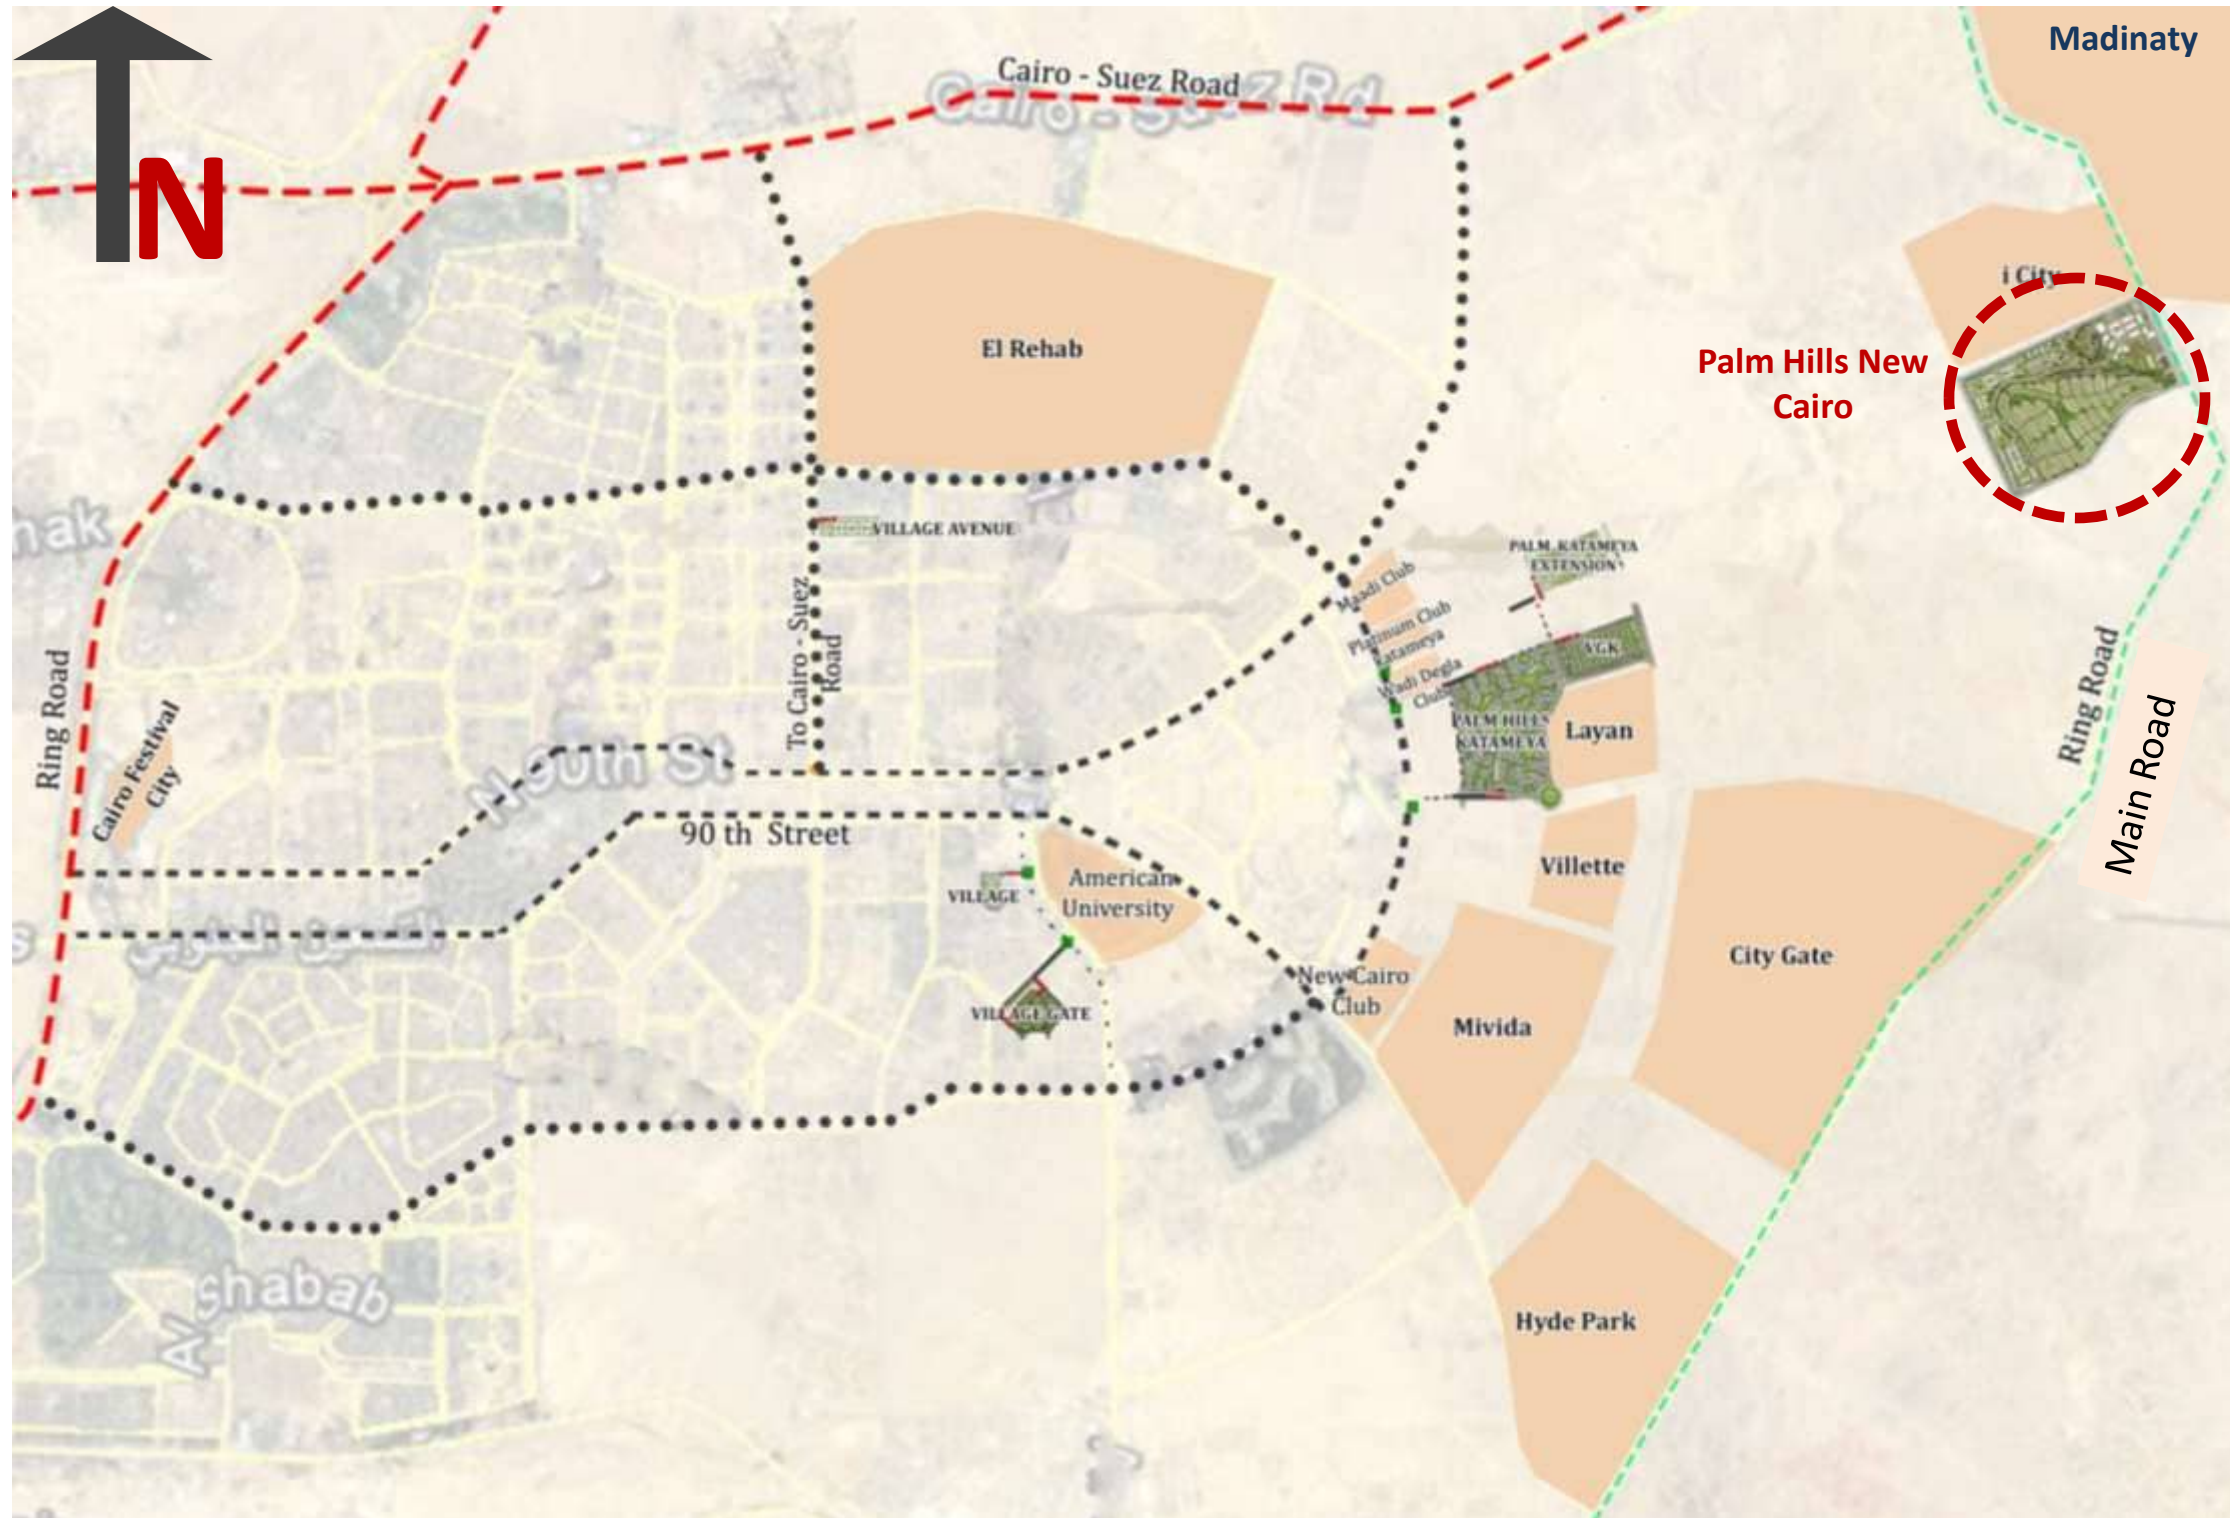 Madinaty
Cairo - Suez Road
Cairo - Suez Rd
N
i City
El Rehab
Palm Hills New
Cairo
VILLAGE AVENUE
PALM KATAMEYA
EXTENSION
Maadi Club
Platinum Club
Katameya
Wadi Degla
Club
VGK
To Cairo - Suez
Road
Ring Road
Ring Road
Main Road
PALM HILLS
KATAMEYA
Layan
Cairo Festival
City
90 th Street
Villette
American
University
VILLAGE
City Gate
New Cairo
Club
VILLAGE GATE
Mivida
shabab
Hyde Park